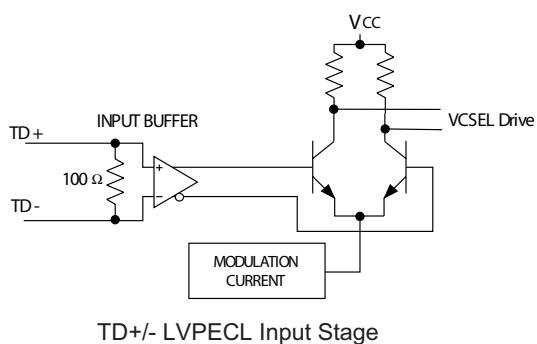 VCC
TD+
INPUT BUFFER
VCSEL Drive
100 Ω
+
−
TD-
MODULATION
CURRENT
TD+/- LVPECL Input Stage